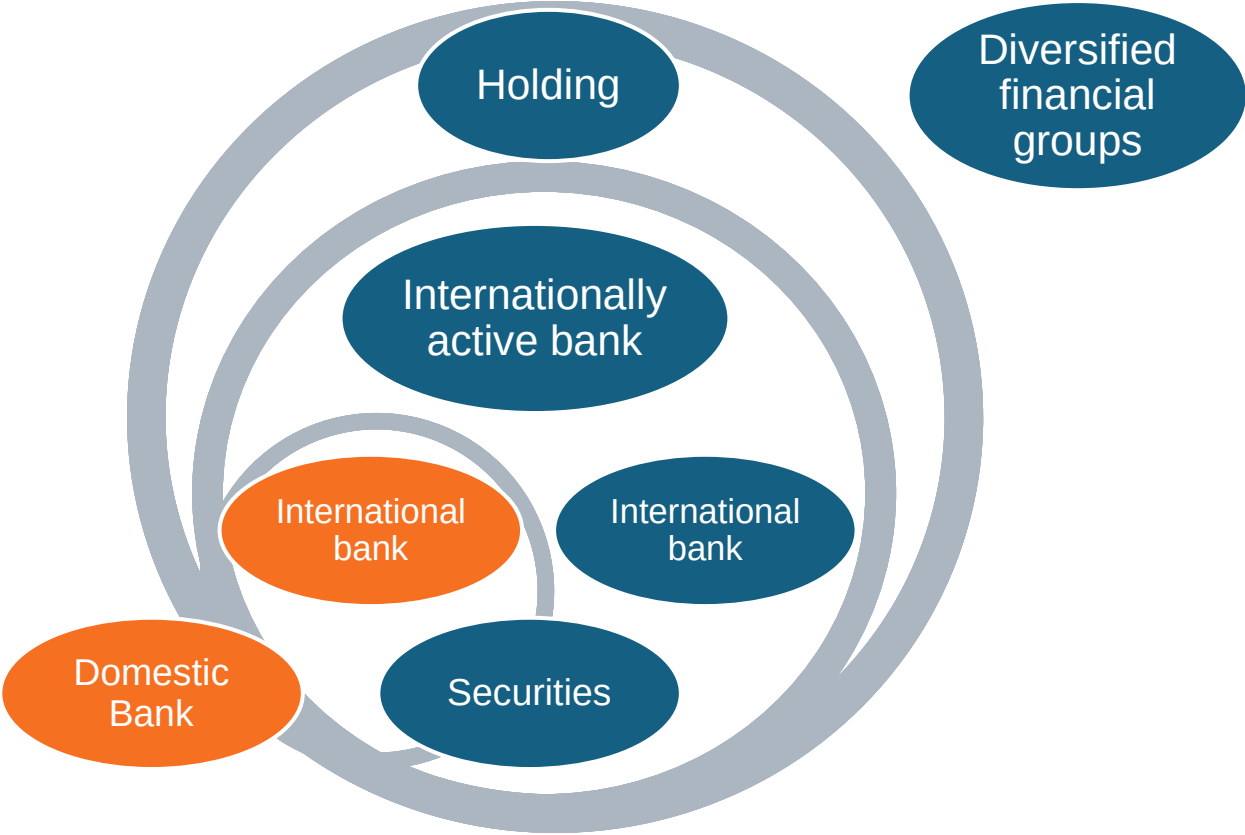 Holding
Diversified
financial
groups
Internationally
active bank
International
bank
International
bank
Domestic
Bank
Securities